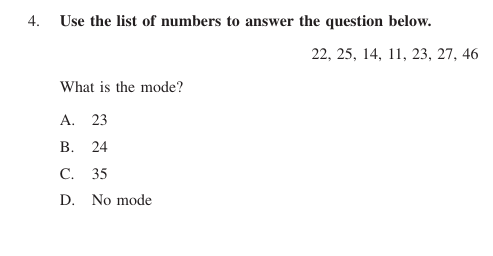 4. Use the list of numbers to answer the question below.
22, 25, 14, 11, 23, 27, 46
What is the mode?
A. 23
B. 24
C. 35
D. No mode